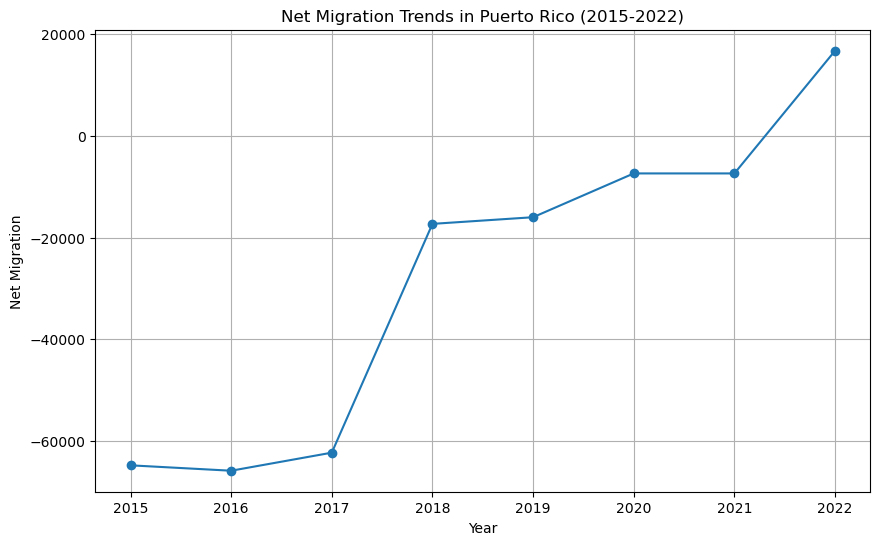 Net Migration Trends in Puerto Rico (2015-2022)
20000
0
−20000
−40000
−60000
Net Migration
2015 2016 2017 2018 2019 2020 2021 2022
Year